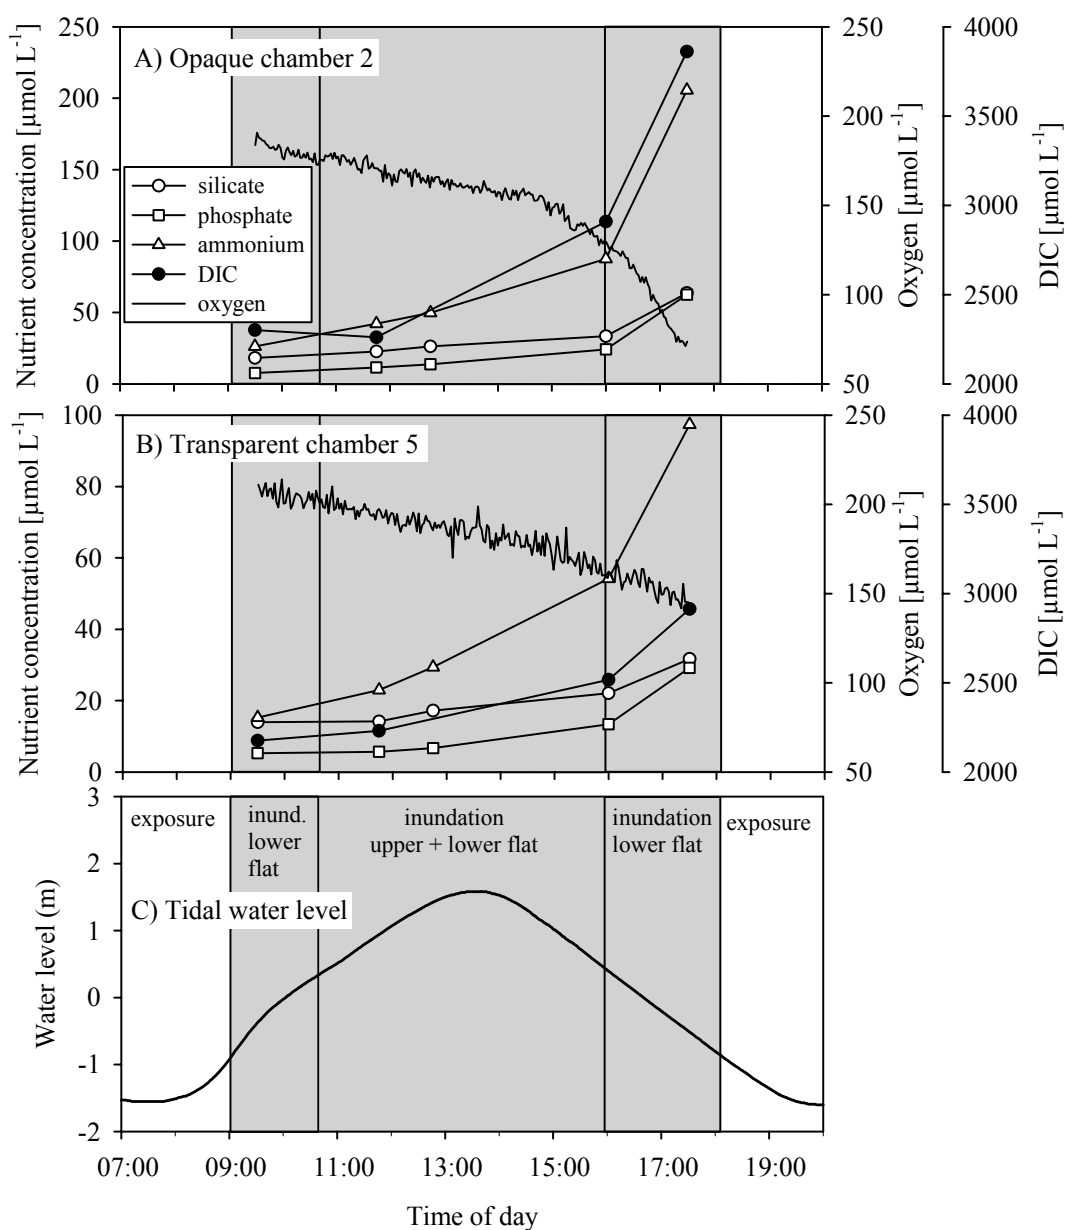 A) Opaque chamber 2
Nutrient concentration [µmol L-1]
250
200
150
100
50
0
silicate
phosphate
ammonium
DIC
oxygen
250
200
150
100
50
Oxygen [µmol L-1]
4000
3500
3000
2500
2000
DIC [µmol L-1]
B) Transparent chamber 5
Nutrient concentration [µmol L-1]
100
80
60
40
20
0
250
200
150
100
50
Oxygen [µmol L-1]
4000
3500
3000
2500
2000
DIC [µmol L-1]
exposure
inund.
lower
flat
inundation
upper + lower flat
inundation
lower flat
exposure
C) Tidal water level
Water level (m)
3
2
1
0
-1
-2
07:00 09:00 11:00 13:00 15:00 17:00 19:00
Time of day